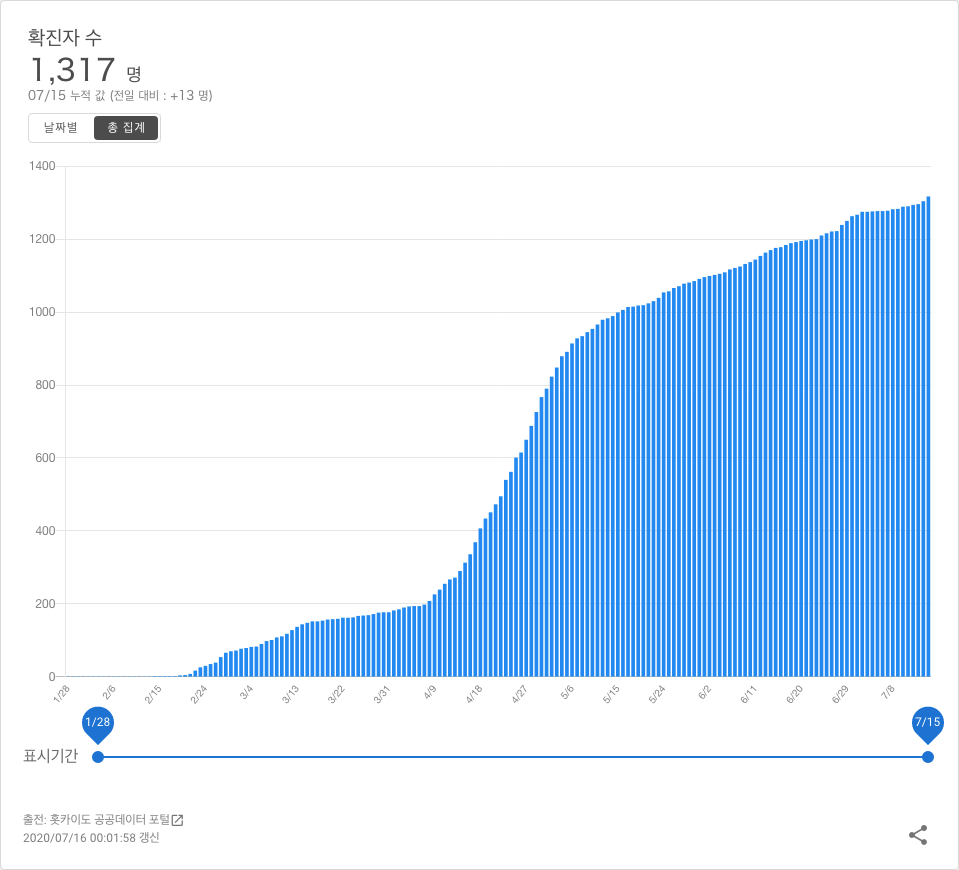 확진자 수
1,317 명
07/15 누적 값 (전일 대비 : +13 명)
날짜별 총 집계
1400
1200
1000
800
600
400
200
0
1/28 2/6 2/15 2/24 3/4 3/13 3/22 3/31 4/9 4/18 4/27 5/6 5/15 5/24 6/2 6/11 6/20 6/29 7/8
1/28 7/15
표시기간
출전: 홋카이도 공공데이터 포털
2020/07/16 00:01:58 갱신